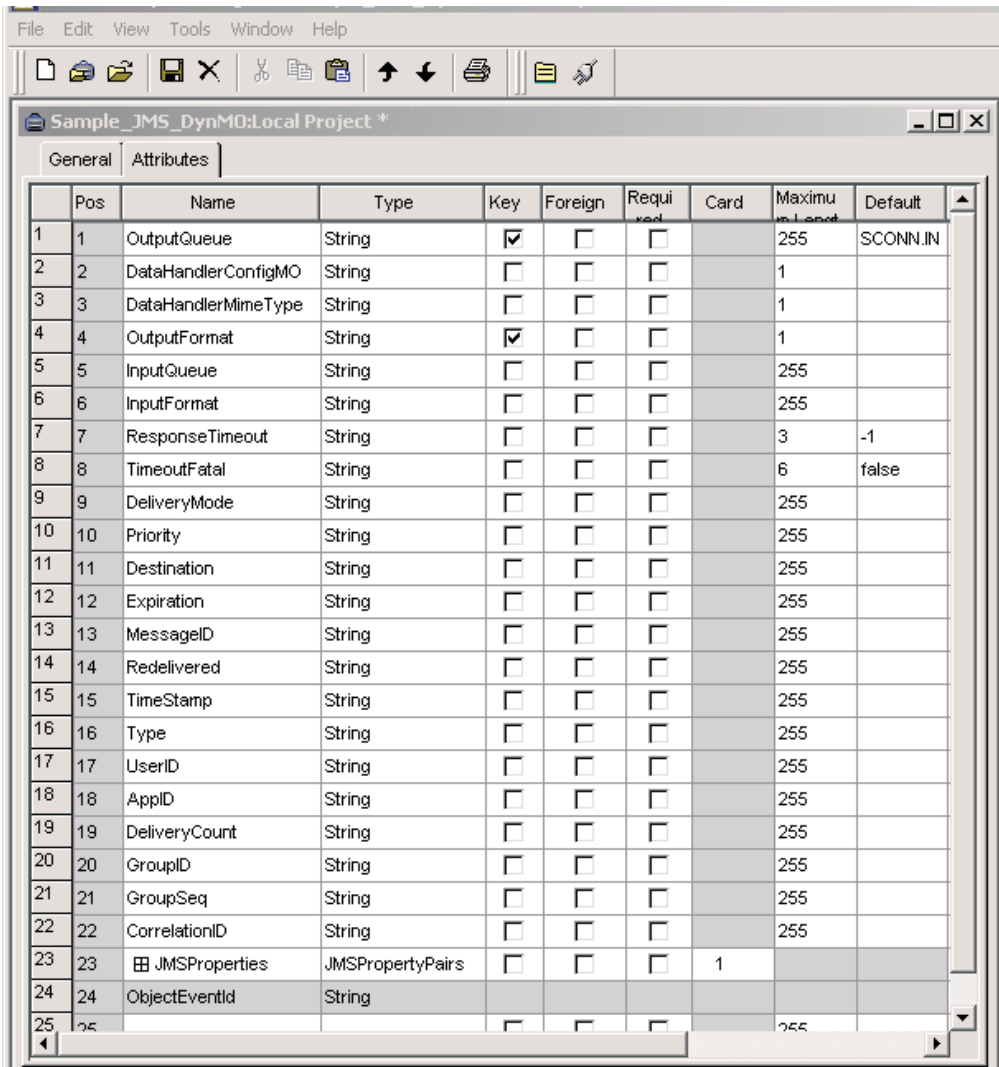 File Edit View Tools Window Help
Sample_JMS_DynMO:Local Project *
General Attributes
Pos Name Type Key Foreign Requi Card Maximu Default
1 1 OutputQueue String 255 SCONN.IN
2 2 DataHandlerConfigMO String 1
3 3 DataHandlerMimeType String 1
4 4 OutputFormat String 1
5 5 InputQueue String 255
6 6 InputFormat String 255
7 7 ResponseTimeout String 3 -1
8 8 TimeoutFatal String 6 false
9 9 DeliveryMode String 255
10 10 Priority String 255
11 11 Destination String 255
12 12 Expiration String 255
13 13 MessageID String 255
14 14 Redelivered String 255
15 15 TimeStamp String 255
16 16 Type String 255
17 17 UserID String 255
18 18 AppID String 255
19 19 DeliveryCount String 255
20 20 GroupID String 255
21 21 GroupSeq String 255
22 22 CorrelationID String 255
23 23 JMSProperties JMSPropertyPairs 1
24 24 ObjectEventId String
25 25 255